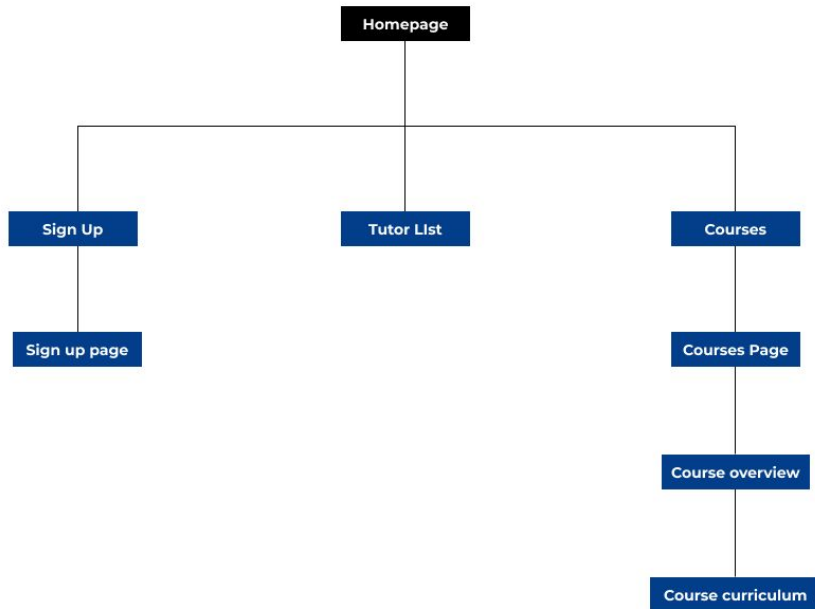 Homepage
Sign Up
Tutor LIst
Courses
Sign up page
Courses Page
Course overview
Course curriculum